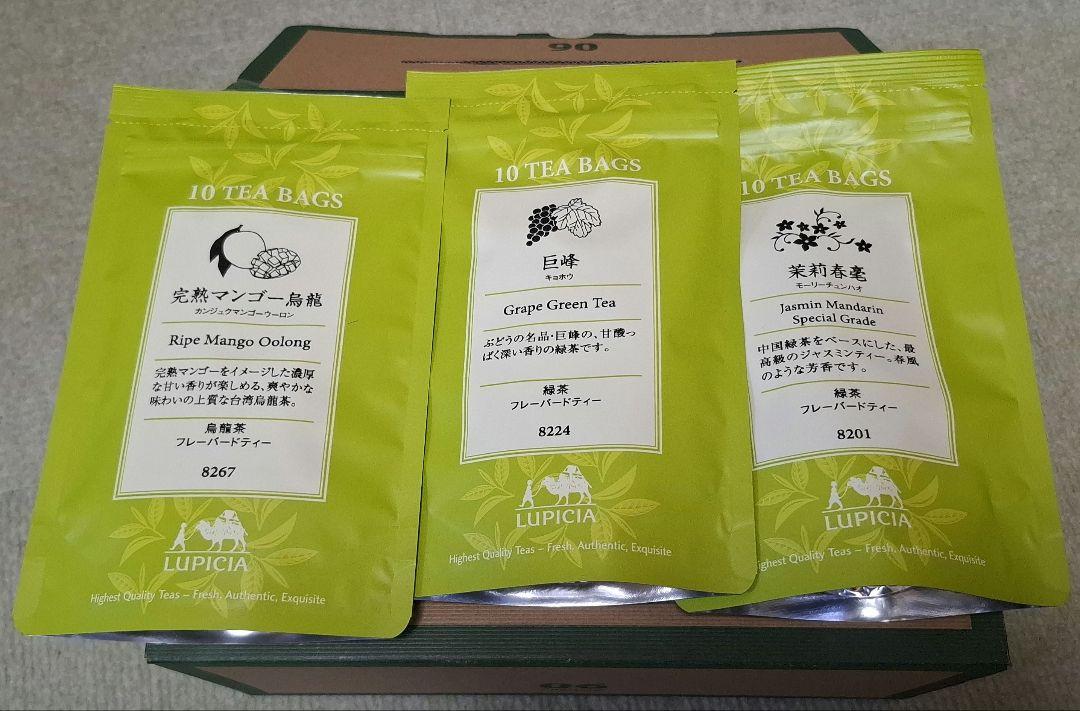 90
10 TEA BAGS
完熟マンゴー烏龍
カンジュクマンゴーウーロン
Ripe Mango Oolong
完熟マンゴーをイメージした濃厚
な甘い香りが楽しめる、爽やかな
味わいの上質な台湾烏龍茶。
烏龍茶
フレーバードティー
8267
LUPICIA
Highest Quality Teas – Fresh, Authentic, Exquisite
10 TEA BAGS
巨峰
キョホウ
Grape Green Tea
ぶどうの名品・巨峰の、甘酸っ
ぱく深い香りの緑茶です。
緑茶
フレーバードティー
8224
LUPICIA
Highest Quality Teas – Fresh, Authentic, Exquisite
10 TEA BAGS
茉莉春毫
モーリーチュンハオ
Jasmin Mandarin
Special Grade
中国緑茶をベースにした、最
高級のジャスミンティー。春風
のような芳香です。
緑茶
フレーバードティー
8201
LUPICIA
Quality Teas – Fresh, Authentic, Exquisite